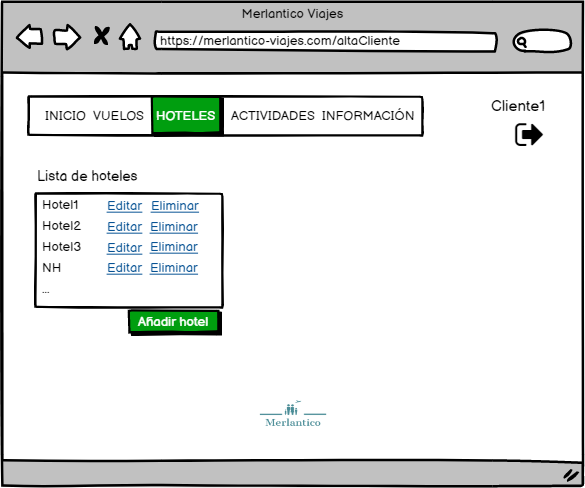 Merlantico Viajes
https://merlantico-viajes.com/altaCliente
Cliente1
INICIO VUELOS HOTELES ACTIVIDADES INFORMACIÓN
Lista de hoteles
Hotel1 Editar Eliminar
Hotel2 Editar Eliminar
Hotel3 Editar Eliminar
NH Editar Eliminar
...
Añadir hotel
Merlantico